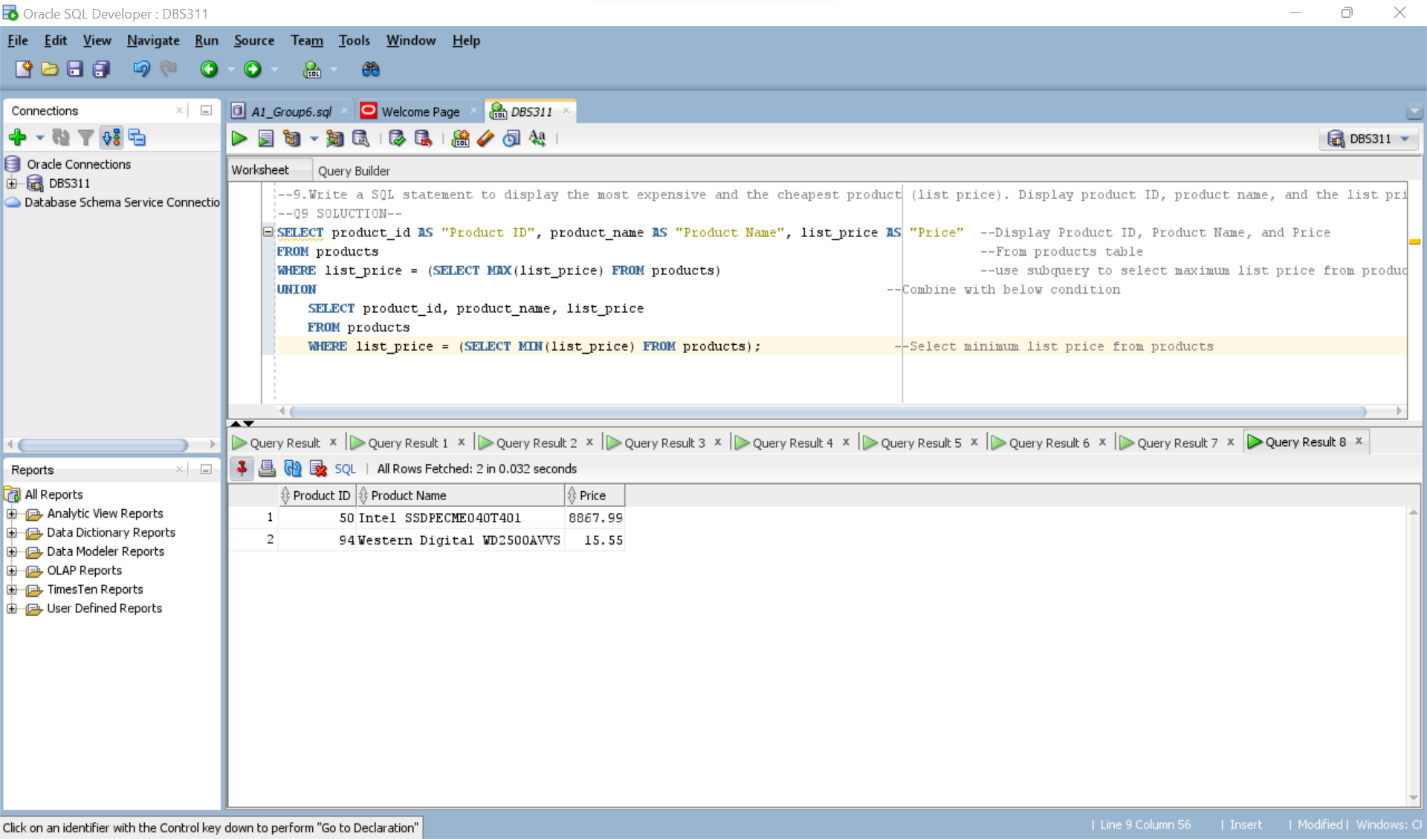 Oracle SQL Developer : DBS311
File Edit View Navigate Run Source Team Tools Window Help
Connections
A1_Group6.sql
Welcome Page
DBS311
DBS311
Oracle Connections
DBS311
Database Schema Service Connectio
Worksheet
Query Builder
--9.Write a SQL statement to display the most expensive and the cheapest product (list price). Display product ID, product name, and the list pri
--Q9 SOLUCTION--
SELECT product_id AS "Product ID", product_name AS "Product Name", list_price AS "Price" --Display Product ID, Product Name, and Price
FROM products --From products table
WHERE list_price = (SELECT MAX(list_price) FROM products) --use subquery to select maximum list price from produc
UNION --Combine with below condition
SELECT product_id, product_name, list_price
FROM products
WHERE list_price = (SELECT MIN(list_price) FROM products); --Select minimum list price from products
Query Result
Query Result 1
Query Result 2
Query Result 3
Query Result 4
Query Result 5
Query Result 6
Query Result 7
Query Result 8
SQL | All Rows Fetched: 2 in 0.032 seconds
Product ID Product Name Price
1 50 Intel SSDPECME040T401 8867.99
2 94 Western Digital WD2500AVVS 15.55
Reports
All Reports
Analytic View Reports
Data Dictionary Reports
Data Modeler Reports
OLAP Reports
TimesTen Reports
User Defined Reports
Click on an identifier with the Control key down to perform "Go to Declaration"
| Line 9 Column 56 | Insert | Modified | Windows: Cl